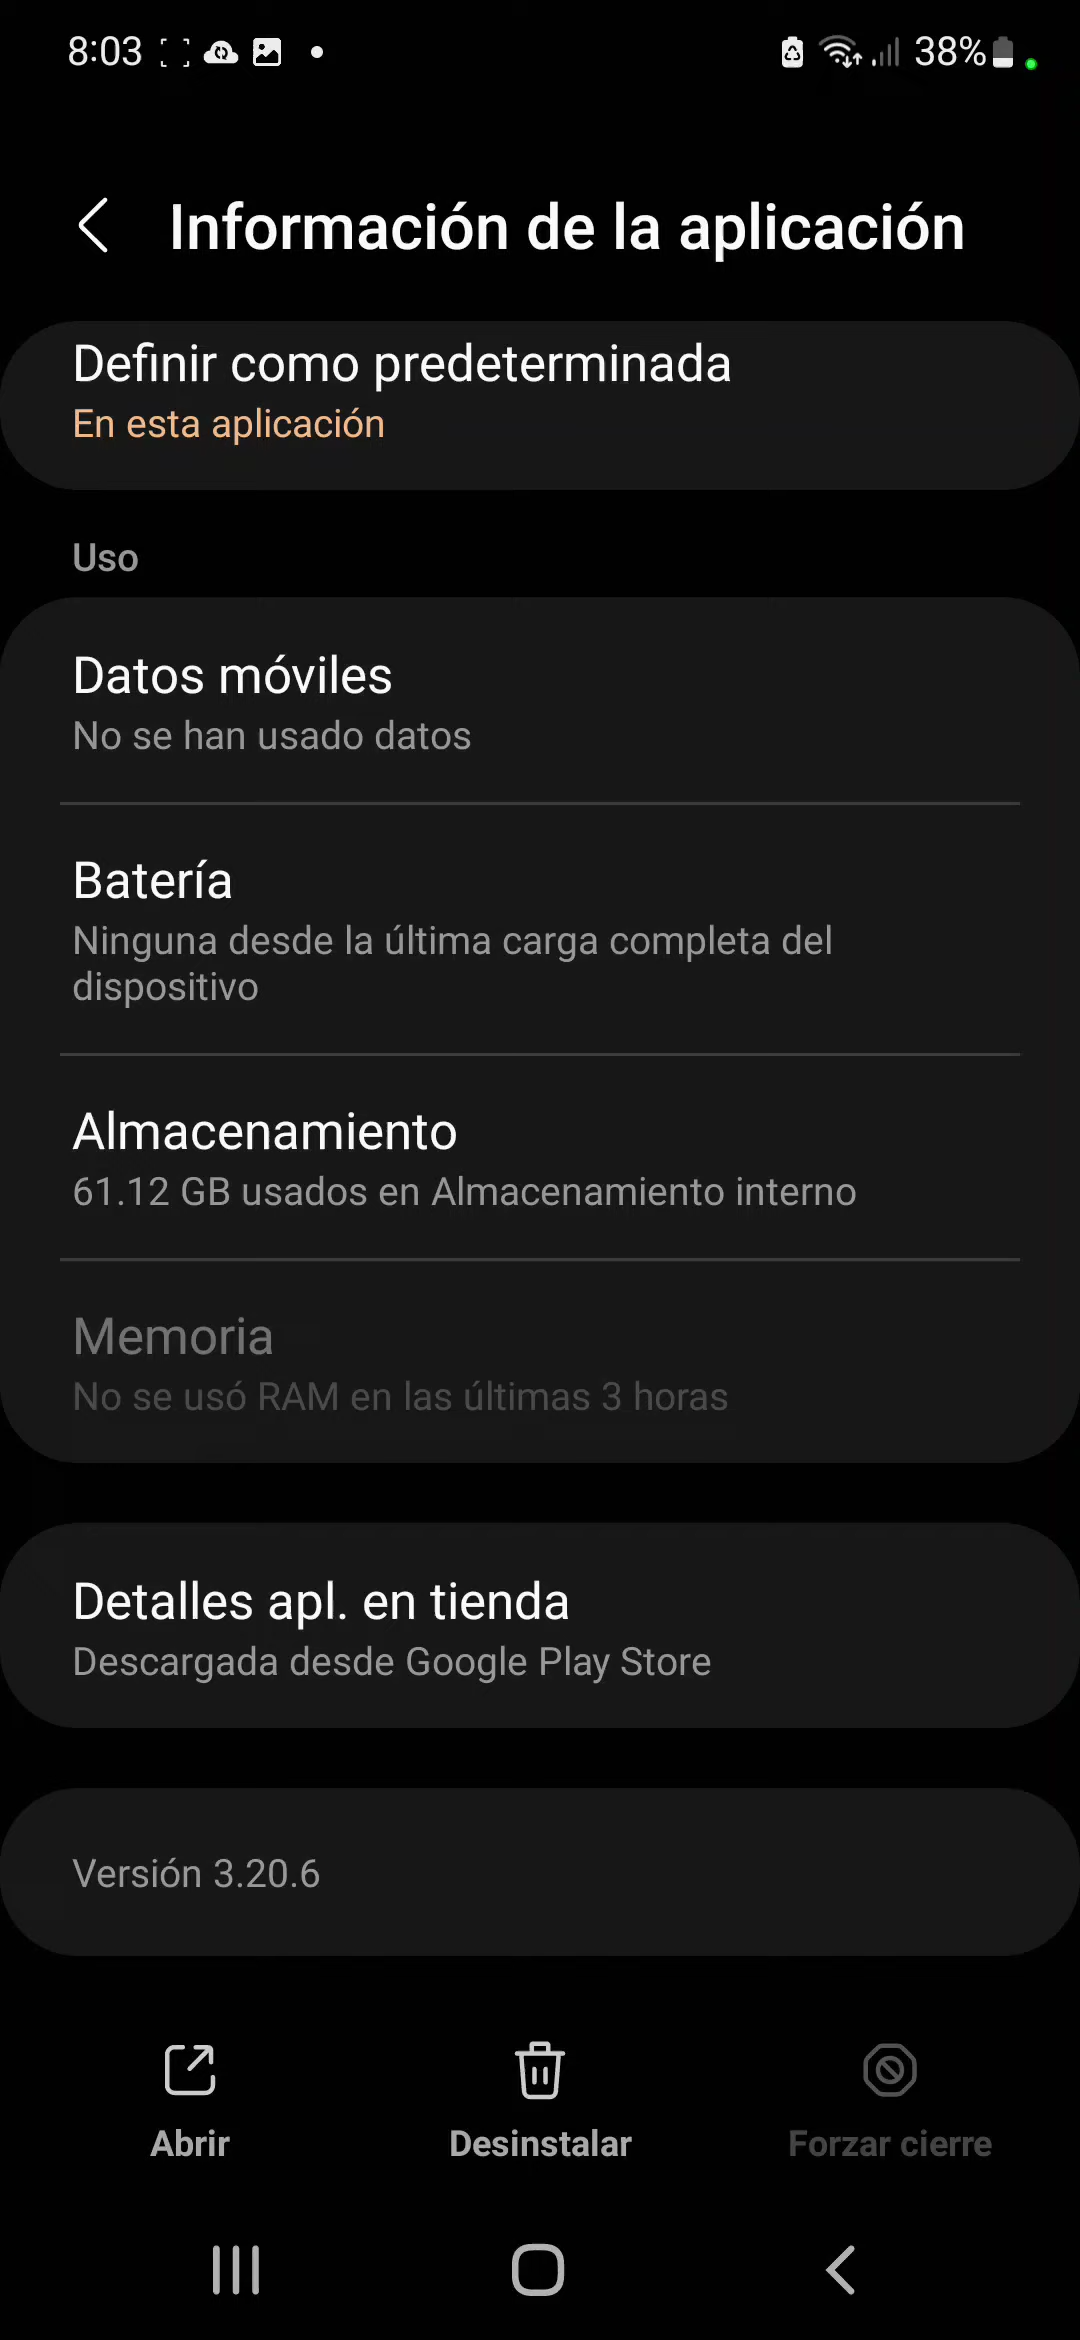 8:03
38%
Información de la aplicación
Definir como predeterminada
En esta aplicación
Uso
Datos móviles
No se han usado datos
Batería
Ninguna desde la última carga completa del
dispositivo
Almacenamiento
61.12 GB usados en Almacenamiento interno
Memoria
No se usó RAM en las últimas 3 horas
Detalles apl. en tienda
Descargada desde Google Play Store
Versión 3.20.6
Abrir
Desinstalar
Forzar cierre